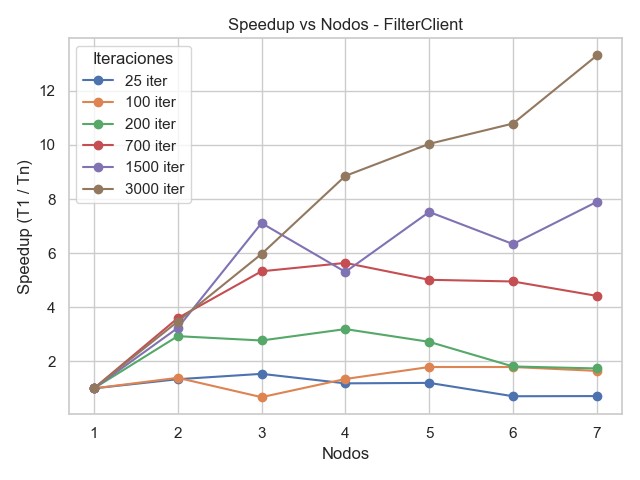 Speedup vs Nodos - FilterClient
Iteraciones
25 iter
100 iter
200 iter
700 iter
1500 iter
3000 iter
Speedup (T1 / Tn)
12
10
8
6
4
2
1 2 3 4 5 6 7
Nodos